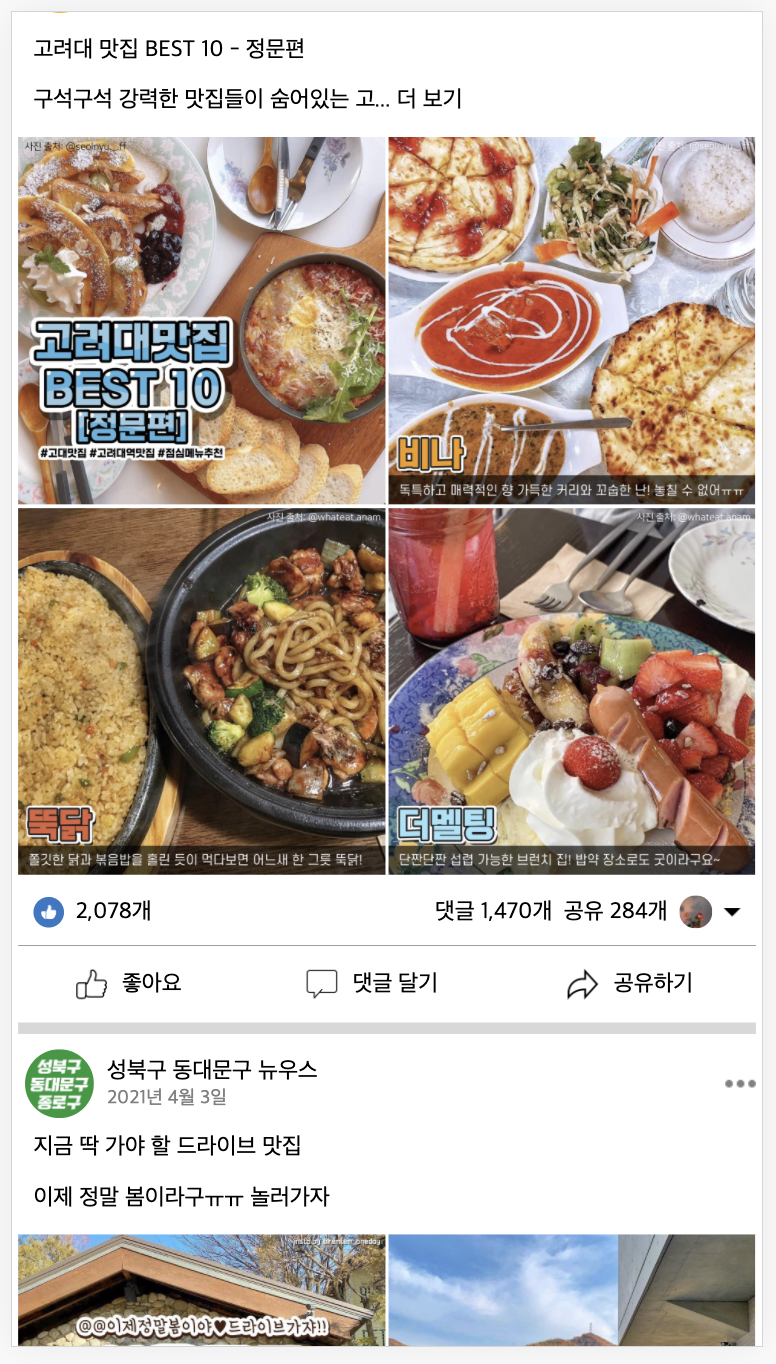 고려대 맛집 BEST 10 - 정문편
구석구석 강력한 맛집들이 숨어있는 고... 더 보기
사진 출처: @seoinyu._.ff
사진 출처: @seoinyu._.ff
고려대맛집
BEST 10
[정문편]
#고대맛집 #고려대역맛집 #점심메뉴추천
비나
독특하고 매력적인 향 가득한 커리와 꼬숩한 난! 놓칠 수 없어ㅠㅠ
사진 출처: @whateat.anam
사진 출처: @whateat.anam
뚝닭
쫄깃한 닭과 볶음밥을 홀린 듯이 먹다보면 어느새 한 그릇 뚝닭!
더멜팅
단짠단짠 섭렵 가능한 브런치 집! 밥약 장소로도 굿이라구요~
2,078개
댓글 1,470개 공유 284개
좋아요
댓글 달기
공유하기
성북구
동대문구
종로구
성북구 동대문구 뉴우스
2021년 4월 3일
지금 딱 가야 할 드라이브 맛집
이제 정말 봄이라구ㅠㅠ 놀러가자
@@이제정말봄이야♥드라이브가쟈!!